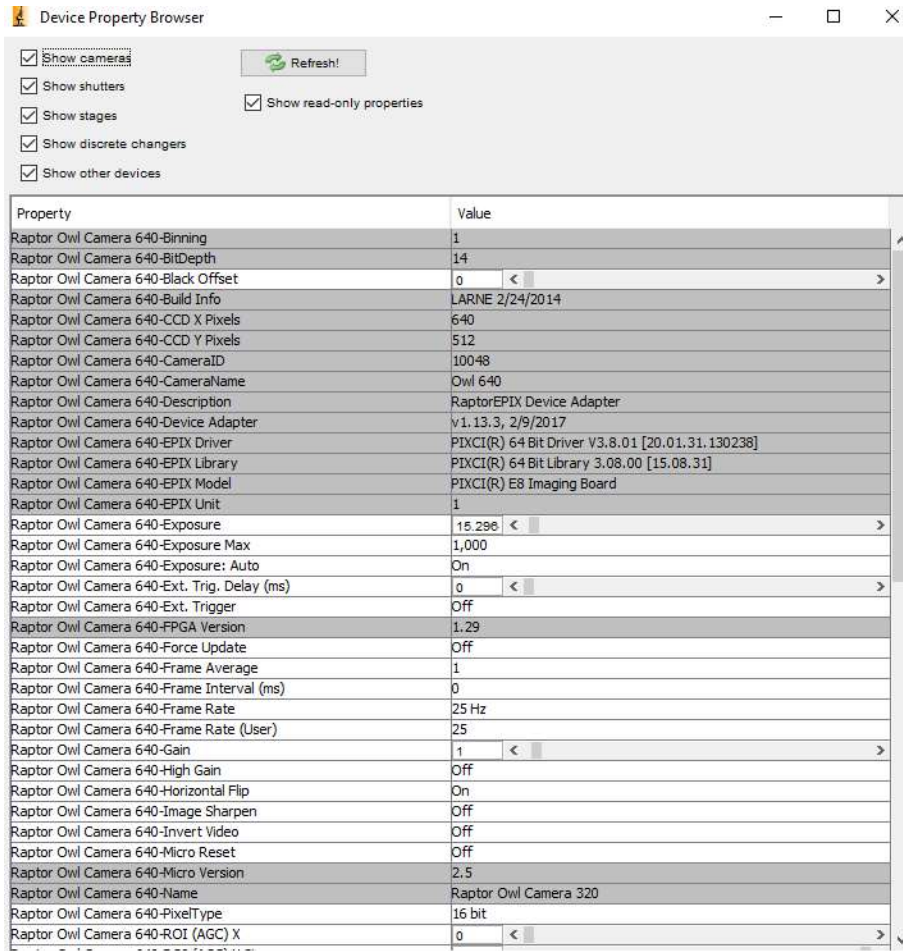 Device Property Browser
Show cameras
Refresh!
Show shutters
Show read-only properties
Show stages
Show discrete changers
Show other devices
Property Value
Raptor Owl Camera 640-Binning 1
Raptor Owl Camera 640-BitDepth 14
Raptor Owl Camera 640-Black Offset 0
Raptor Owl Camera 640-Build Info LARNE 2/24/2014
Raptor Owl Camera 640-CCD X Pixels 640
Raptor Owl Camera 640-CCD Y Pixels 512
Raptor Owl Camera 640-CameraID 10048
Raptor Owl Camera 640-CameraName Owl 640
Raptor Owl Camera 640-Description RaptorEPIX Device Adapter
Raptor Owl Camera 640-Device Adapter v1.13.3, 2/9/2017
Raptor Owl Camera 640-EPIX Driver PIXCI(R) 64 Bit Driver V3.8.01 [20.01.31.130238]
Raptor Owl Camera 640-EPIX Library PIXCI(R) 64 Bit Library 3.08.00 [15.08.31]
Raptor Owl Camera 640-EPIX Model PIXCI(R) E8 Imaging Board
Raptor Owl Camera 640-EPIX Unit 1
Raptor Owl Camera 640-Exposure 15.296
Raptor Owl Camera 640-Exposure Max 1,000
Raptor Owl Camera 640-Exposure: Auto On
Raptor Owl Camera 640-Ext. Trig. Delay (ms) 0
Raptor Owl Camera 640-Ext. Trigger Off
Raptor Owl Camera 640-FPGA Version 1.29
Raptor Owl Camera 640-Force Update Off
Raptor Owl Camera 640-Frame Average 1
Raptor Owl Camera 640-Frame Interval (ms) 0
Raptor Owl Camera 640-Frame Rate 25 Hz
Raptor Owl Camera 640-Frame Rate (User) 25
Raptor Owl Camera 640-Gain 1
Raptor Owl Camera 640-High Gain Off
Raptor Owl Camera 640-Horizontal Flip On
Raptor Owl Camera 640-Image Sharpen Off
Raptor Owl Camera 640-Invert Video Off
Raptor Owl Camera 640-Micro Reset Off
Raptor Owl Camera 640-Micro Version 2.5
Raptor Owl Camera 640-Name Raptor Owl Camera 320
Raptor Owl Camera 640-PixelType 16 bit
Raptor Owl Camera 640-ROI (AGC) X 0